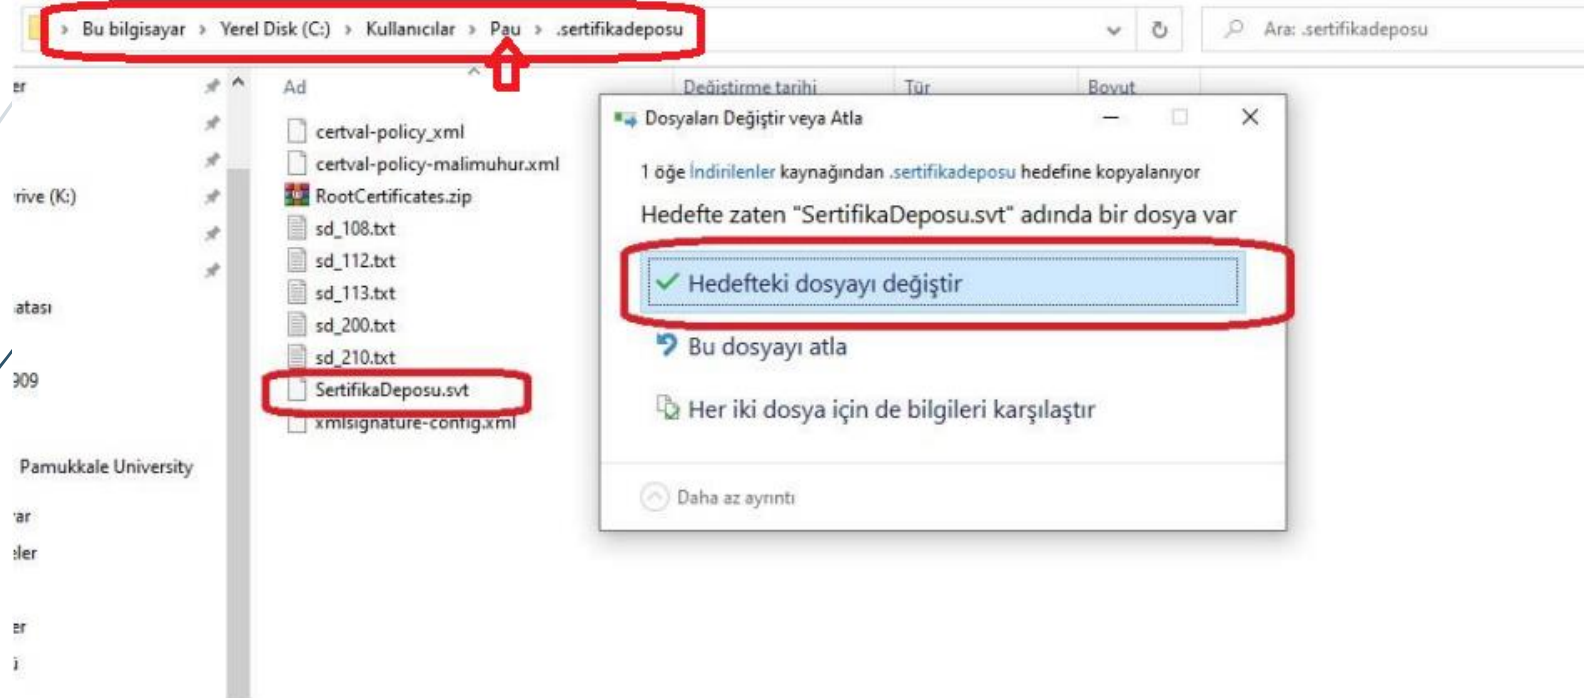 Bu bilgisayar > Yerel Disk (C:) > Kullanıcılar > Pau > .sertifikadeposu
Ara: .sertifikadeposu
Ad
Değiştirme tarihi
Tür
Boyut
certval-policy_xml
certval-policy-malimuhur.xml
RootCertificates.zip
sd_108.txt
sd_112.txt
sd_113.txt
sd_200.txt
sd_210.txt
SertifikaDeposu.svt
xmlsignature-config.xml
er
rive (K:)
atası
909
Pamukkale University
ar
eler
er
Dosyaları Değiştir veya Atla
1 öğe İndirilenler kaynağından .sertifikadeposu hedefine kopyalanıyor
Hedefte zaten "SertifikaDeposu.svt" adında bir dosya var
Hedefteki dosyayı değiştir
Bu dosyayı atla
Her iki dosya için de bilgileri karşılaştır
Daha az ayrıntı